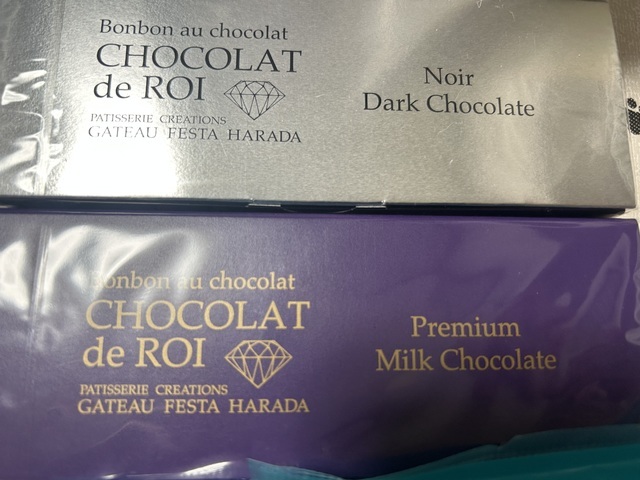 Bonbon au chocolat
CHOCOLAT
de ROI
PATISSERIE CREATIONS
GATEAU FESTA HARADA
Noir
Dark Chocolate
Bonbon au chocolat
CHOCOLAT
de ROI
PATISSERIE CREATIONS
GATEAU FESTA HARADA
Premium
Milk Chocolate